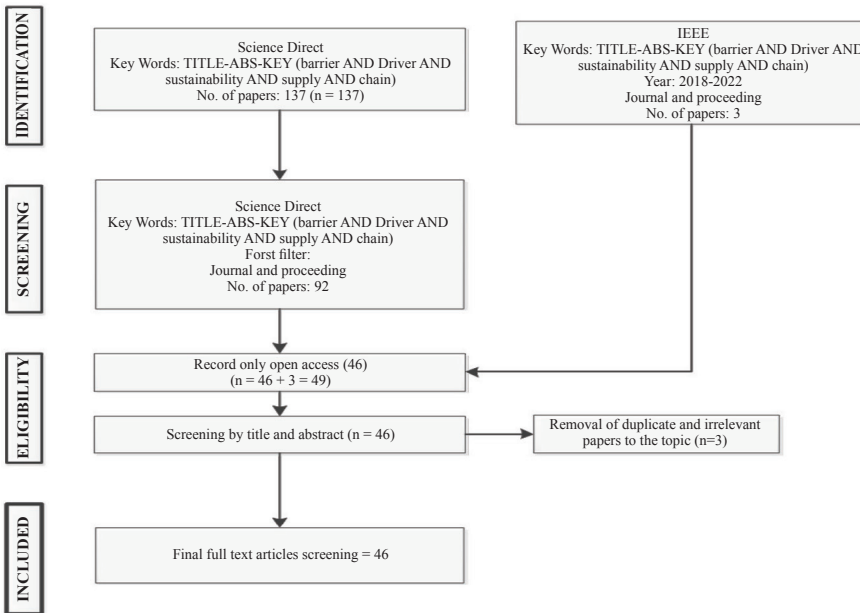 IDENTIFICATION
Science Direct
Key Words: TITLE-ABS-KEY (barrier AND Driver AND
sustainability AND supply AND chain)
No. of papers: 137 (n = 137)
IEEE
Key Words: TITLE-ABS-KEY (barrier AND Driver AND
sustainability AND supply AND chain)
Year: 2018-2022
Journal and proceeding
No. of papers: 3
SCREENING
Science Direct
Key Words: TITLE-ABS-KEY (barrier AND Driver AND
sustainability AND supply AND chain)
Forst filter:
Journal and proceeding
No. of papers: 92
ELIGIBILITY
Record only open access (46)
(n = 46 + 3 = 49)
Screening by title and abstract (n = 46)
Removal of duplicate and irrelevant
papers to the topic (n=3)
INCLUDED
Final full text articles screening = 46